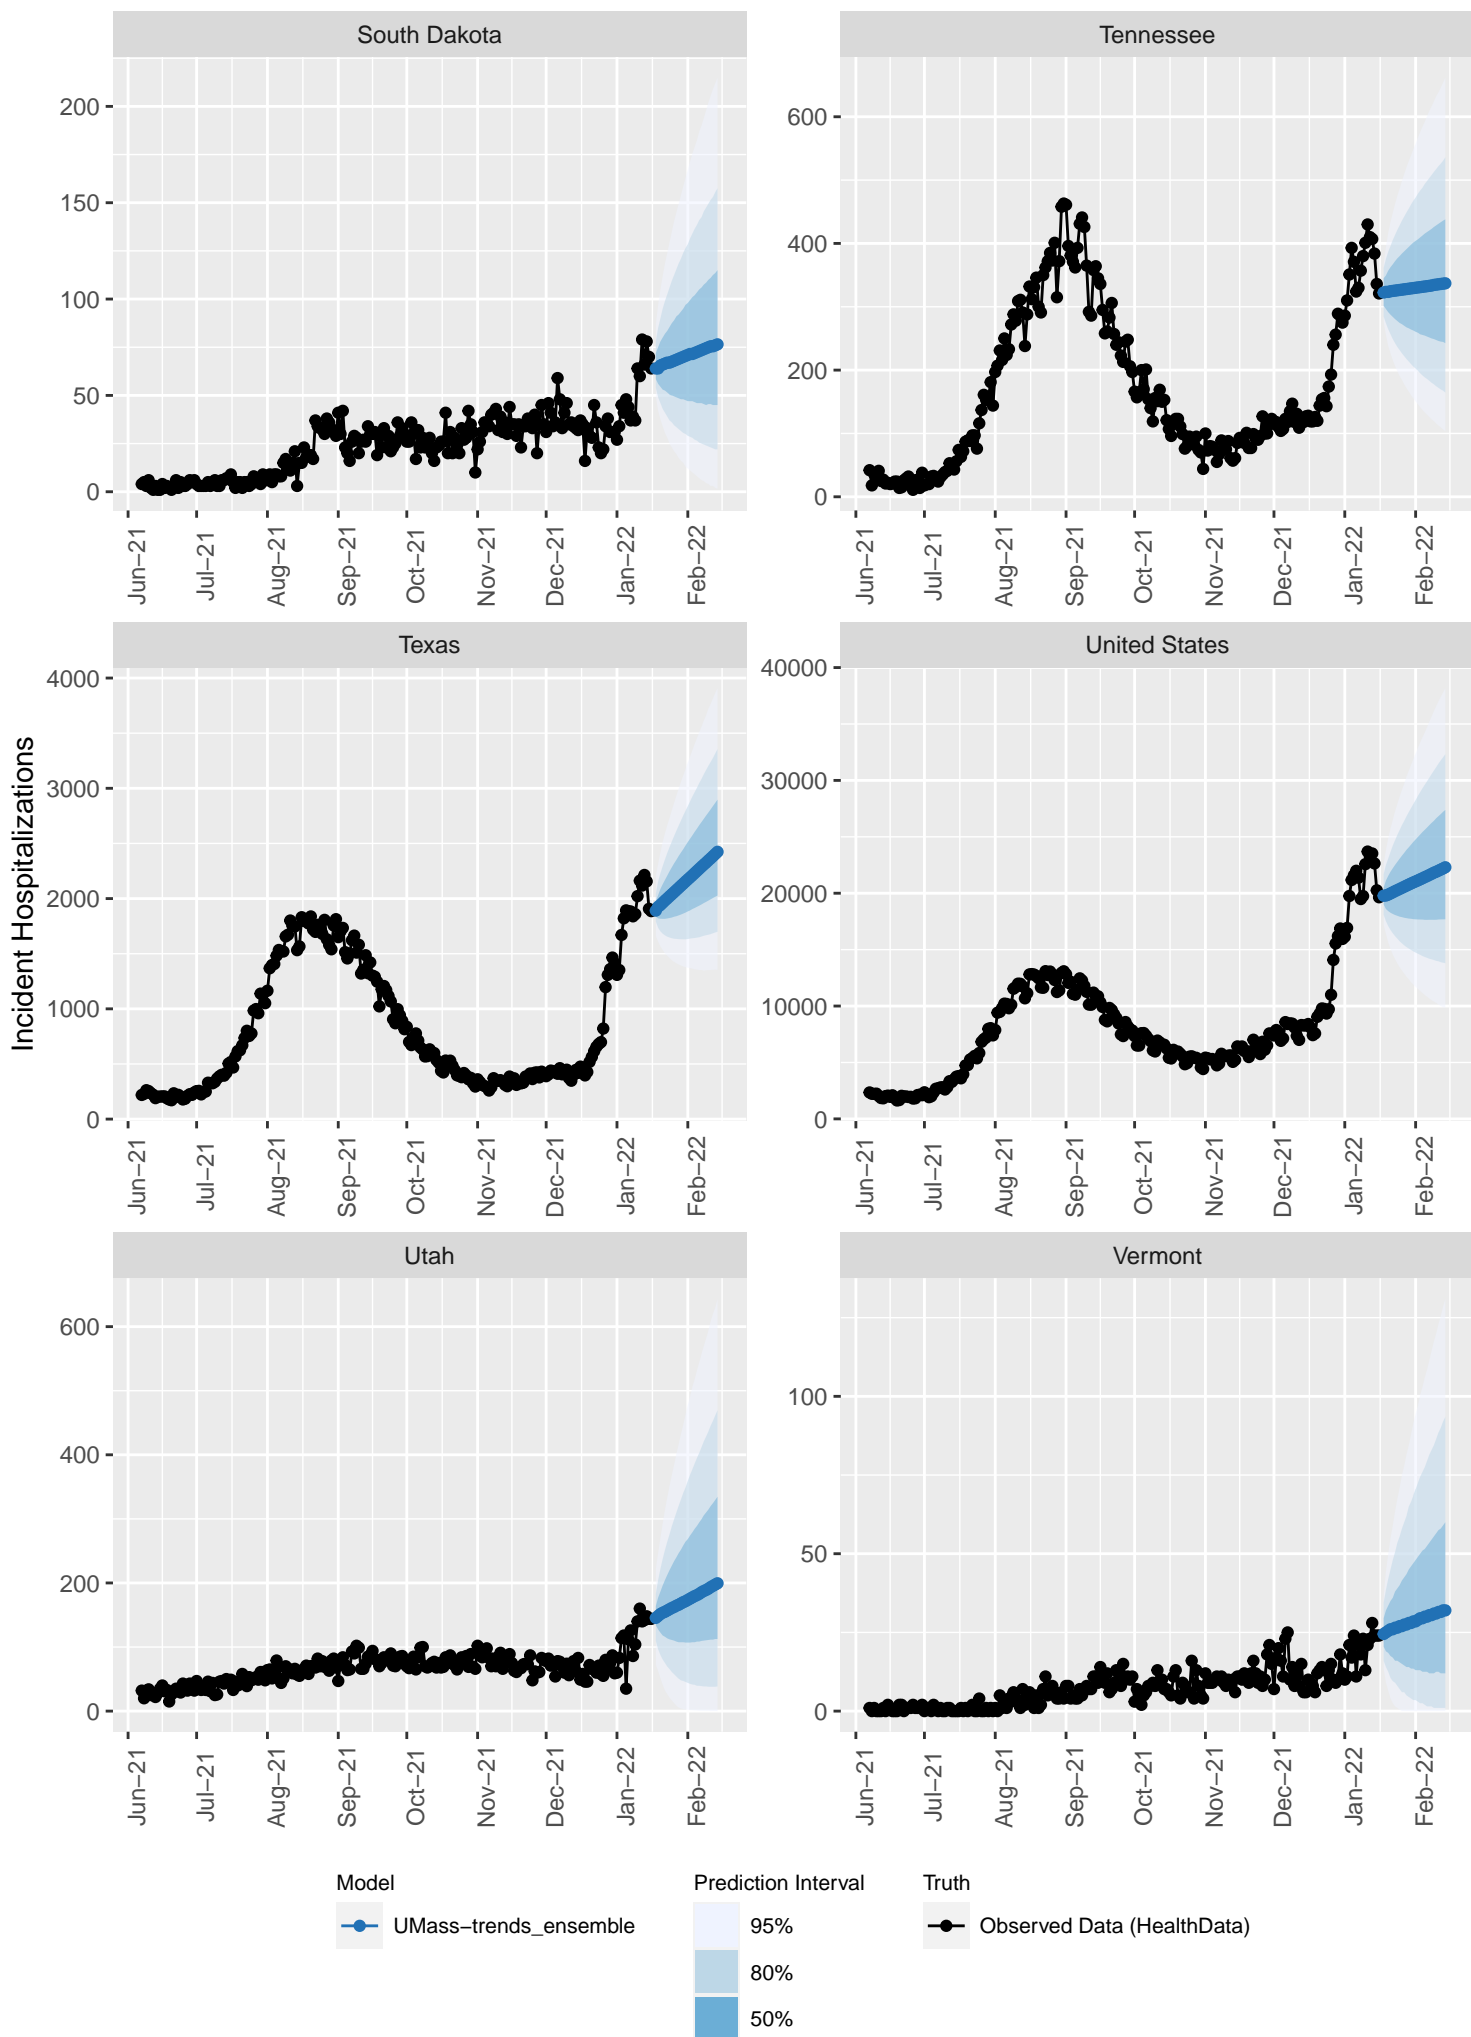 South Dakota
Tennessee
200
150
100
50
0
600
400
200
0
Jun−21
Jul−21
Aug−21
Sep−21
Oct−21
Nov−21
Dec−21
Jan−22
Feb−22
Jun−21
Jul−21
Aug−21
Sep−21
Oct−21
Nov−21
Dec−21
Jan−22
Feb−22
Incident Hospitalizations
Texas
United States
4000
3000
2000
1000
0
40000
30000
20000
10000
0
Jun−21
Jul−21
Aug−21
Sep−21
Oct−21
Nov−21
Dec−21
Jan−22
Feb−22
Jun−21
Jul−21
Aug−21
Sep−21
Oct−21
Nov−21
Dec−21
Jan−22
Feb−22
Utah
Vermont
600
400
200
0
100
50
0
Jun−21
Jul−21
Aug−21
Sep−21
Oct−21
Nov−21
Dec−21
Jan−22
Feb−22
Jun−21
Jul−21
Aug−21
Sep−21
Oct−21
Nov−21
Dec−21
Jan−22
Feb−22
Model
UMass−trends_ensemble
Prediction Interval
95%
80%
50%
Truth
Observed Data (HealthData)